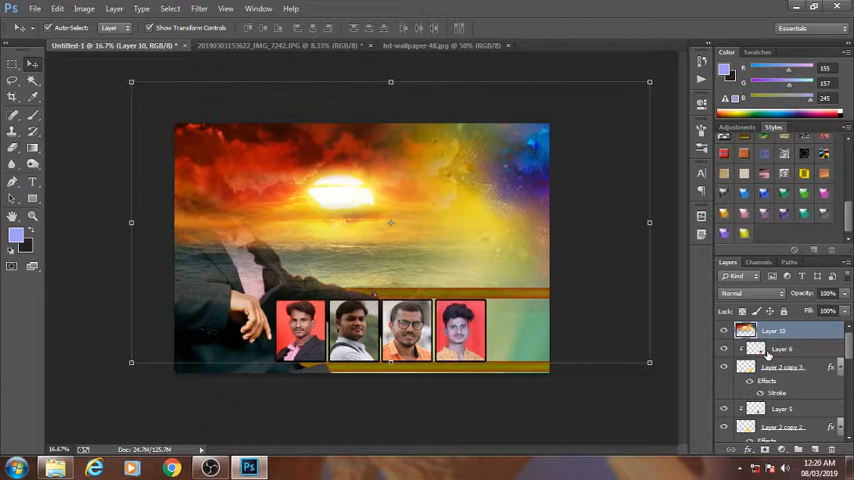 Ps File Edit Image Layer Type Select Filter View Window Help
Auto-Select: Layer Show Transform Controls Essentials
Untitled-1 @ 16.7% (Layer 10, RGB/8) * × 20190303153622_IMG_7242.JPG @ 8.33% (RGB/8) * × hd-wallpaper-48.jpg @ 50% (RGB/8) ×
Color Swatches
R 155
G 157
B 245
Adjustments Styles
Layers Channels Paths
Kind
Normal Opacity: 100%
Lock: Fill: 100%
Layer 10
Layer 6
Layer 2 copy 3 fx
Effects
Stroke
Layer 5
Layer 2 copy 2 fx
Effects
16.67% Doc: 24.7M/125.7M
12:20 AM
08/03/2019